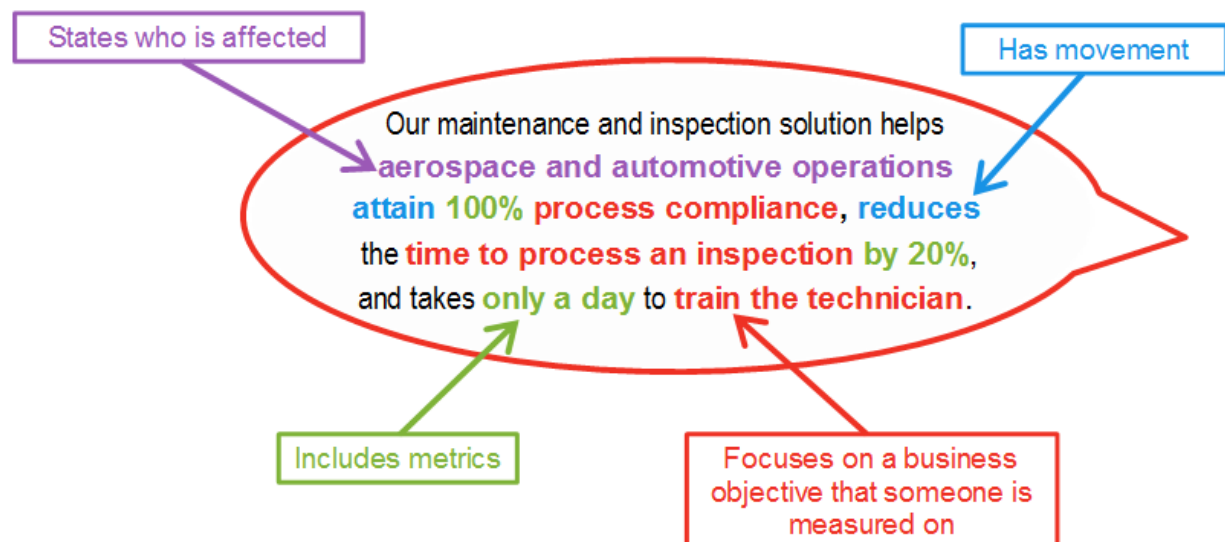 States who is affected
Has movement
Our maintenance and inspection solution helps
aerospace and automotive operations
attain 100% process compliance, reduces
the time to process an inspection by 20%,
and takes only a day to train the technician.
Includes metrics
Focuses on a business
objective that someone is
measured on